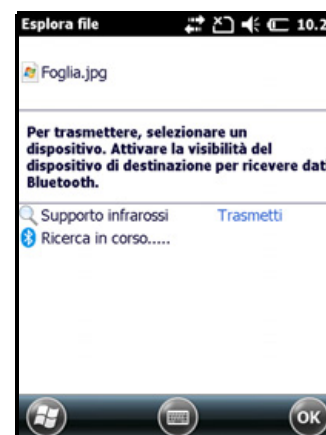 Esplora file 10.2
Foglia.jpg
Per trasmettere, selezionare un
dispositivo. Attivare la visibilità del
dispositivo di destinazione per ricevere dat
Bluetooth.
Supporto infrarossi Trasmetti
Ricerca in corso.....
OK